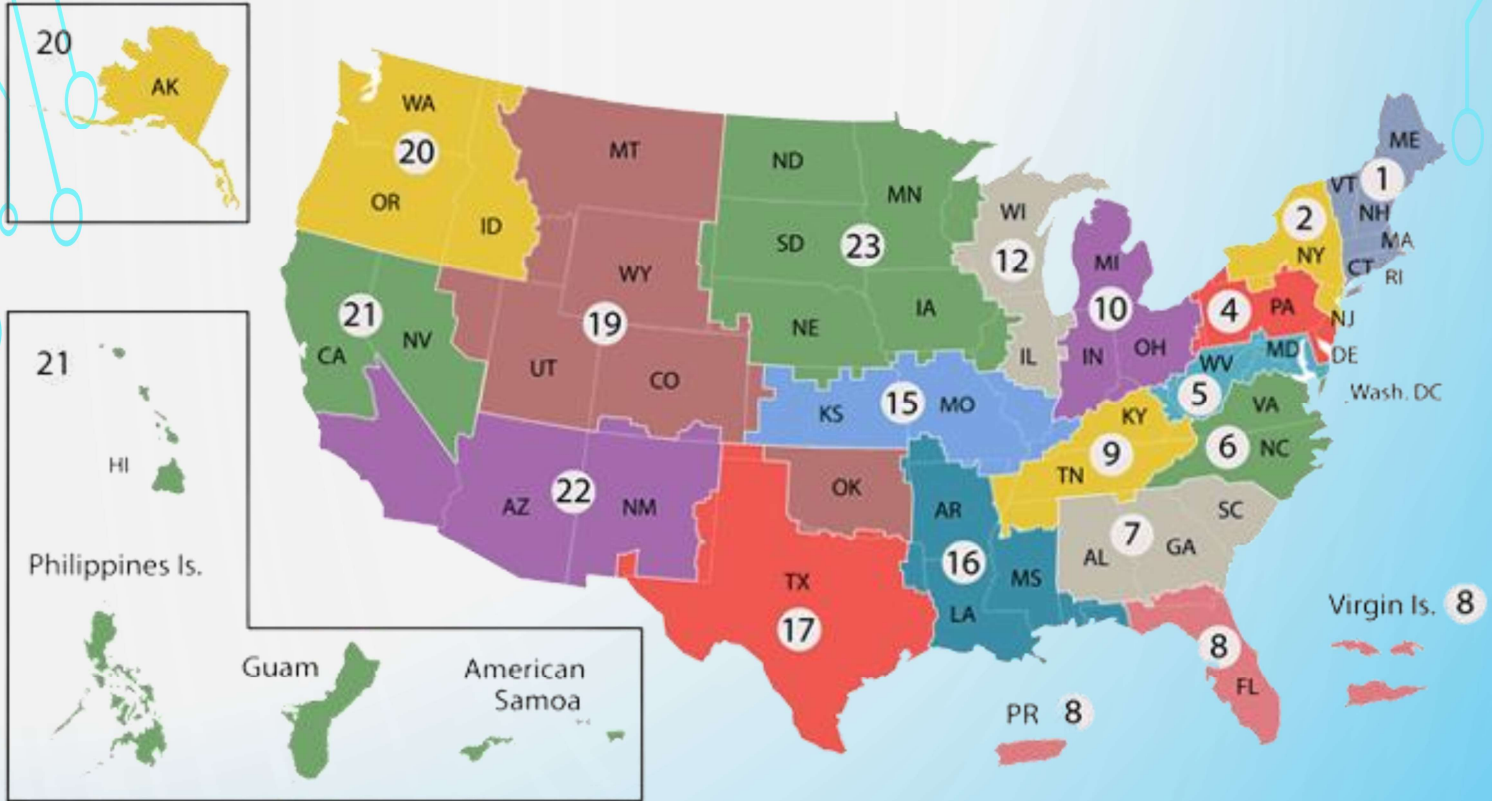 20
AK
WA
20
OR
ID
MT
WY
19
UT
CO
ND
MN
SD
23
NE
IA
WI
12
IL
MI
10
IN
OH
ME
1
VT
NH
MA
CT
RI
2
NY
4
PA
NJ
DE
MD
WV
5
Wash. DC
VA
6
NC
KY
9
TN
21
CA
NV
KS
15
MO
AZ
22
NM
OK
AR
16
MS
LA
AL
7
GA
SC
TX
17
8
FL
Virgin Is. 8
PR 8
21
HI
Philippines Is.
Guam
American
Samoa